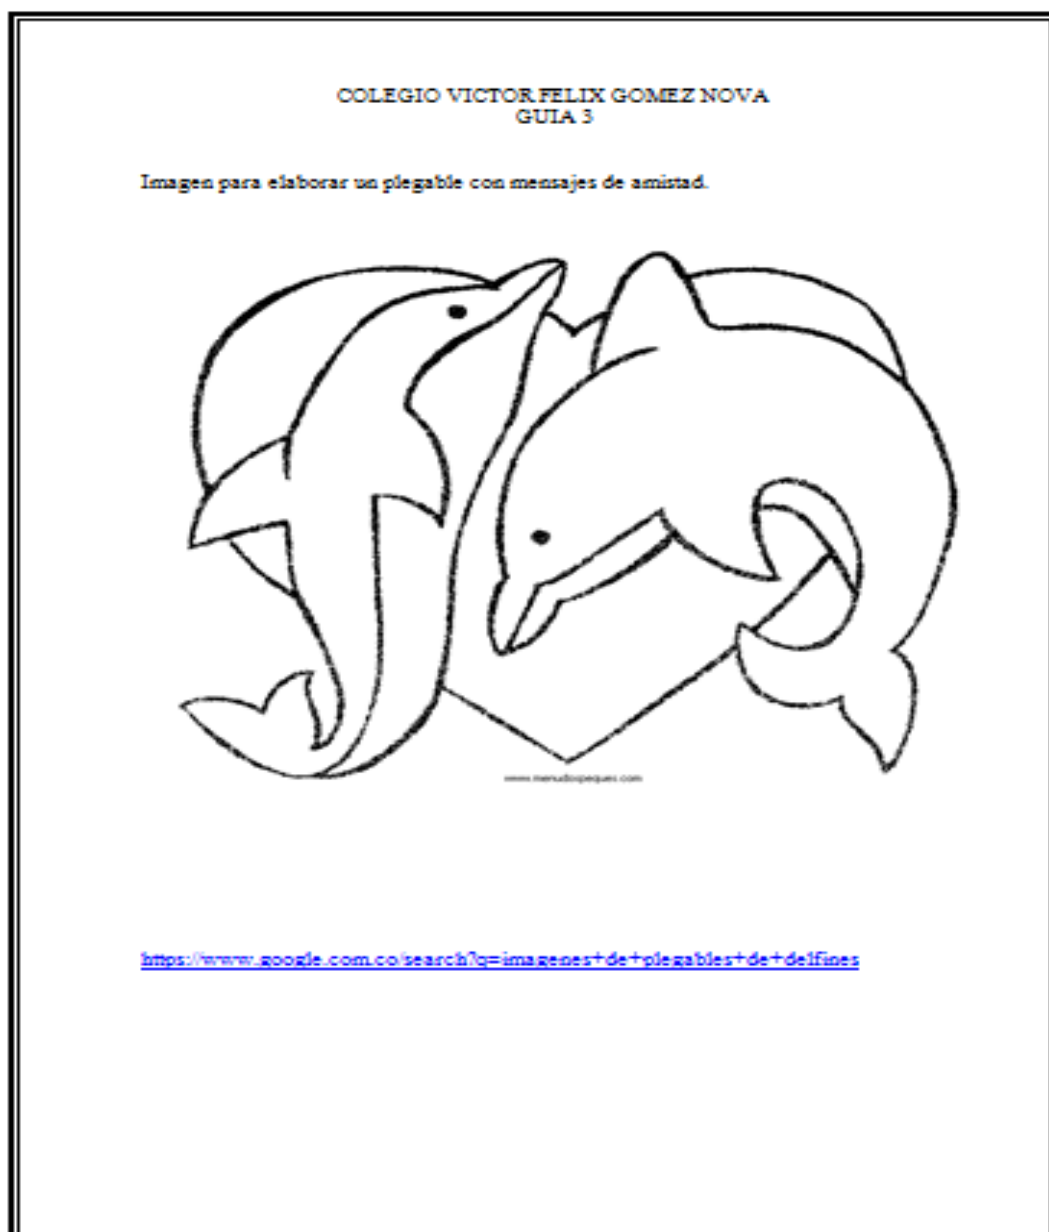 COLEGIO VICTOR FELIX GOMEZ NOVA
GUIA 3
Imagen para elaborar un plegable con mensajes de amistad.
www.menudospeques.com
https://www.google.com.co/search?q=imagenes+de+plegables+de+delfines